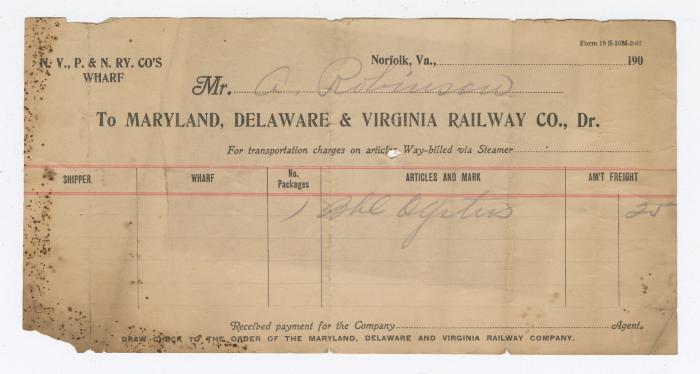 Form 19 S-10M-2-07
N. Y., P. & N. RY. CO'S
WHARF
Norfolk, Va., 190
Mr. A. Robinson
To MARYLAND, DELAWARE & VIRGINIA RAILWAY CO., Dr.
For transportation charges on articles Way-billed via Steamer
SHIPPER. WHARF No. Packages ARTICLES AND MARK AM'T FREIGHT
1 Bbl Oysters 25
Received payment for the Company Agent.
DRAW CHECK TO THE ORDER OF THE MARYLAND, DELAWARE AND VIRGINIA RAILWAY COMPANY.